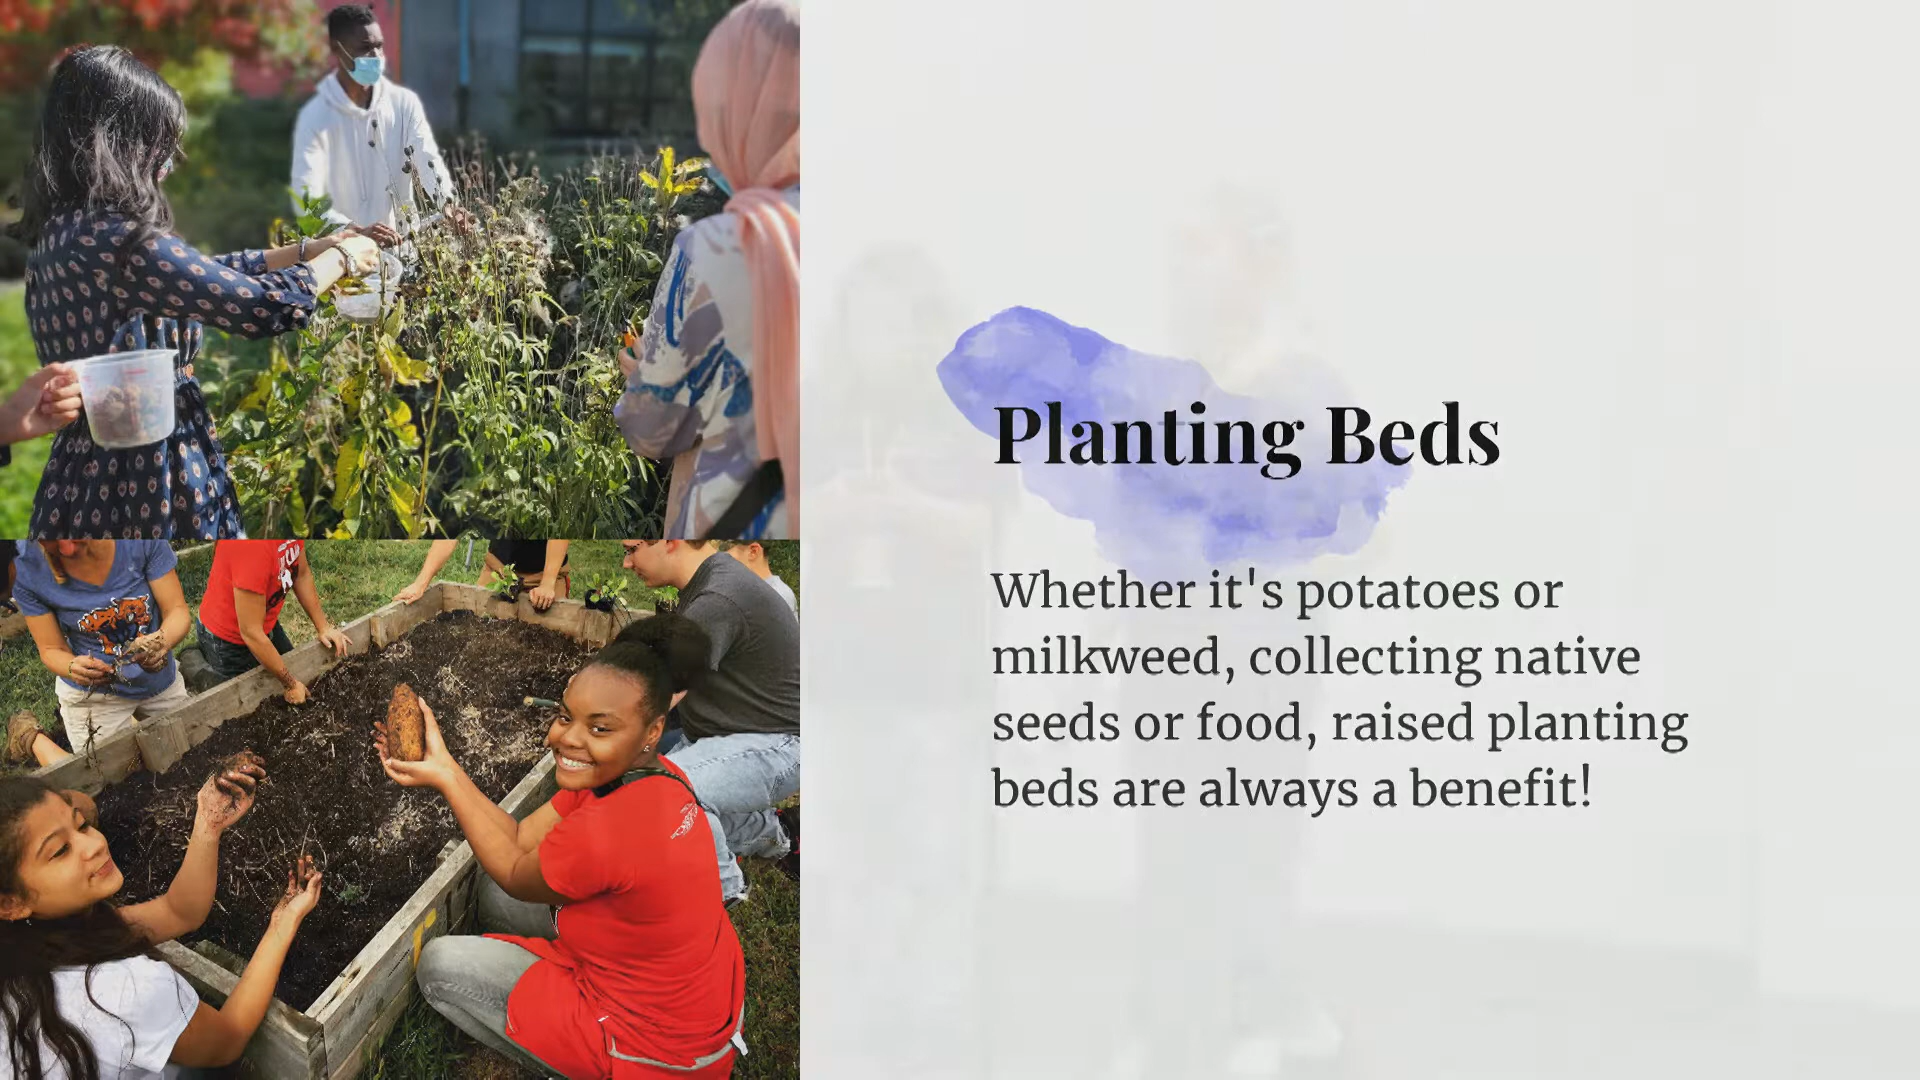 Planting Beds
Whether it's potatoes or
milkweed, collecting native
seeds or food, raised planting
beds are always a benefit!